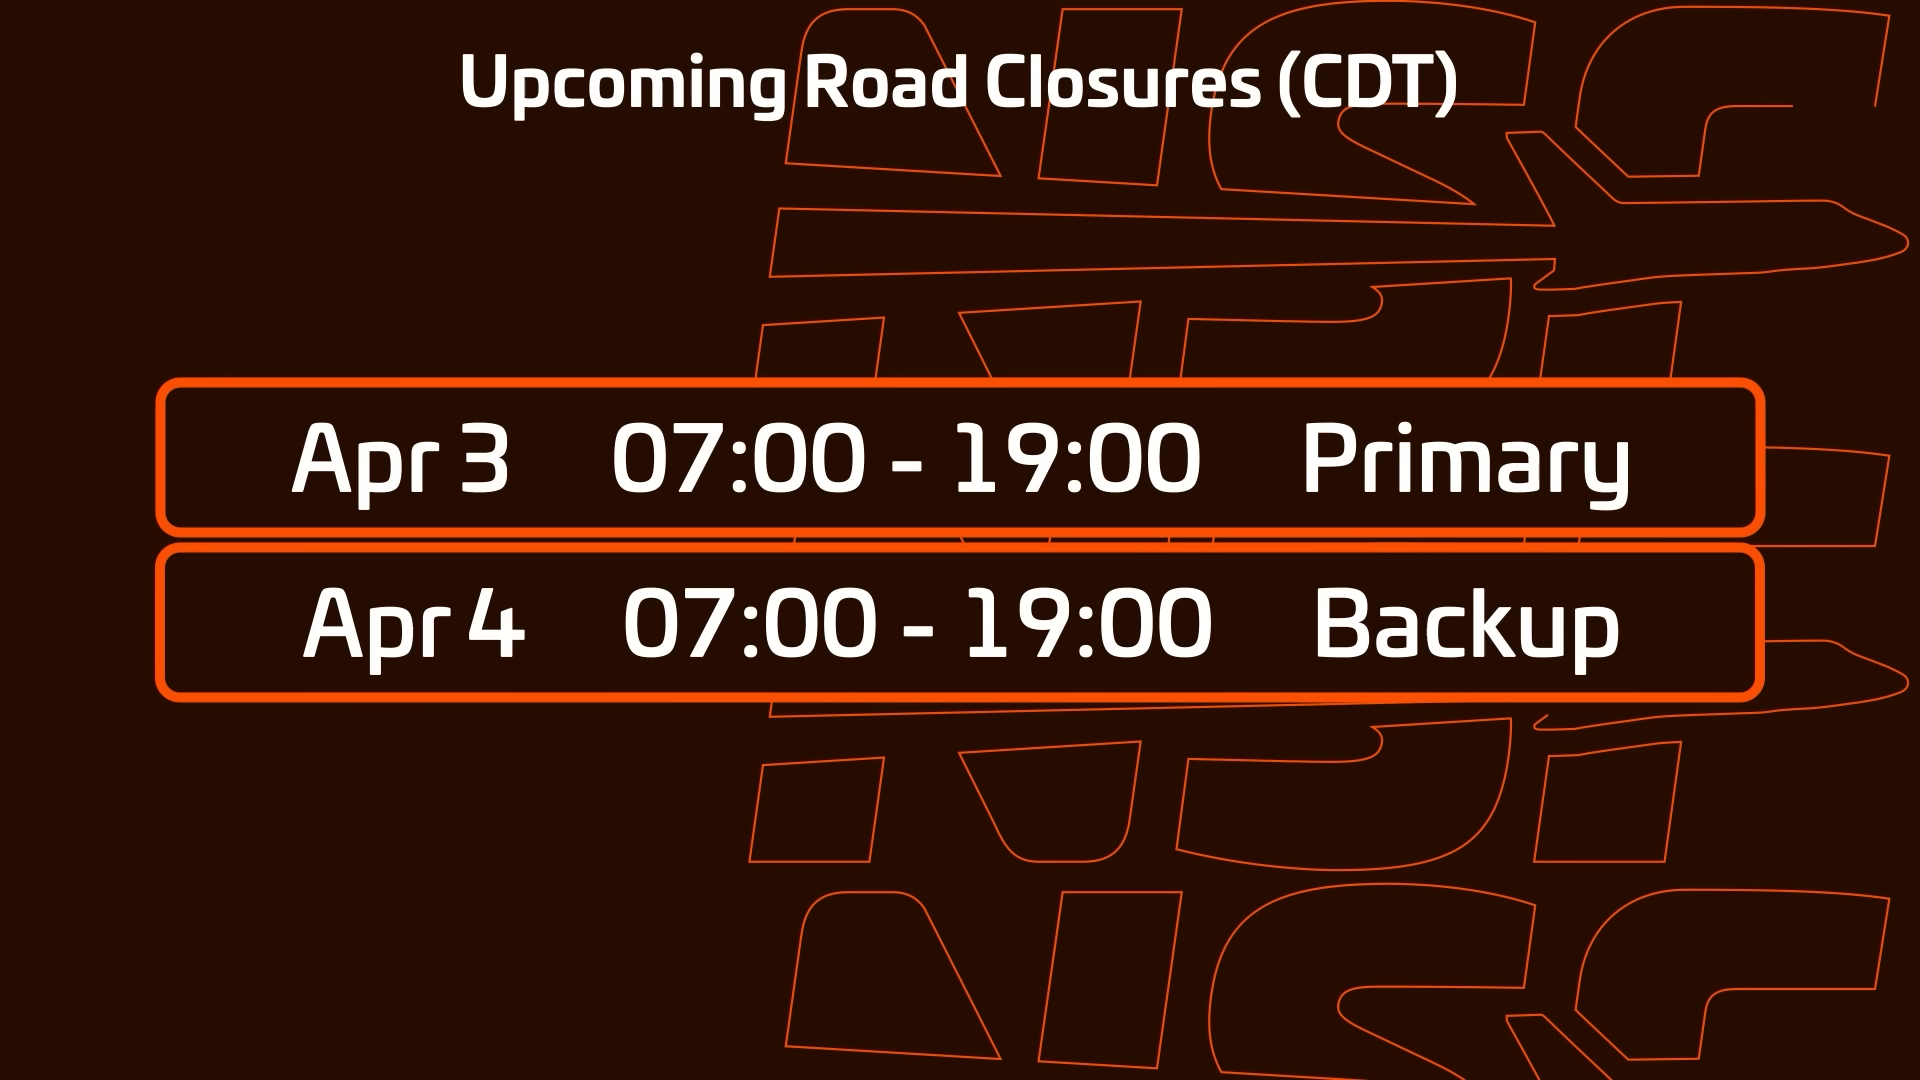 Upcoming Road Closures (CDT)
Apr 3 07:00 - 19:00 Primary
Apr 4 07:00 - 19:00 Backup